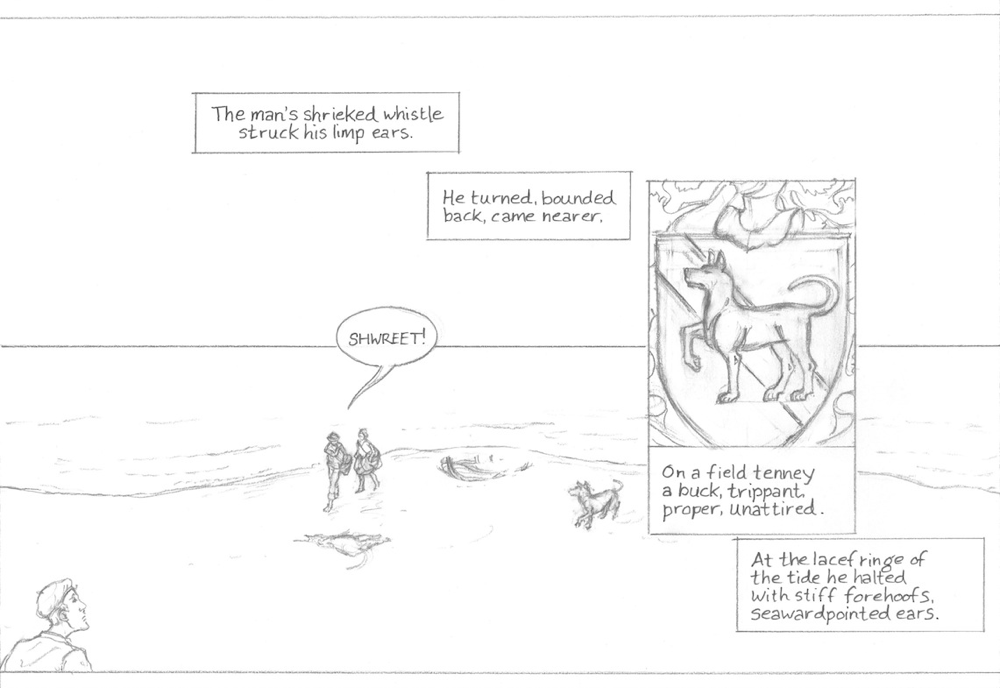 The man's shrieked whistle
struck his limp ears.
He turned, bounded
back, came nearer.
SHWREET!
On a field tenney
a buck, trippant,
proper, unattired.
At the lacefringe of
the tide he halted
with stiff forehoofs,
seawardpointed ears.